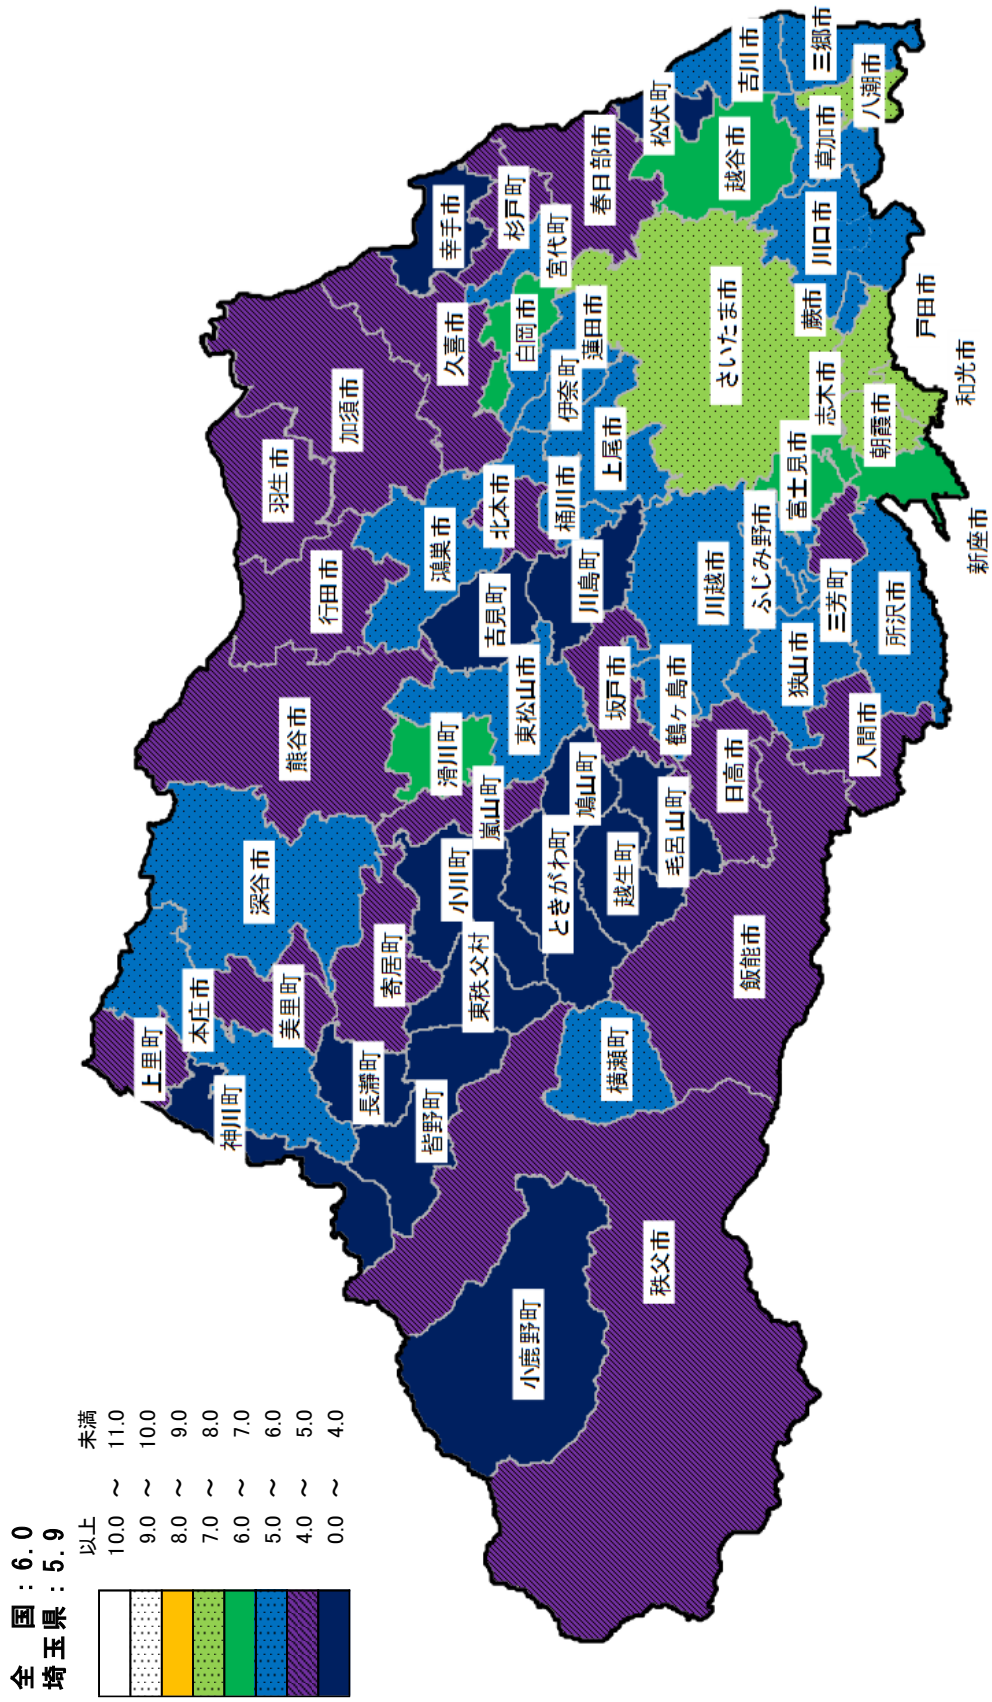 全　国：6.0
埼玉県：5.9
以上　未満
10.0 ～ 11.0
9.0 ～ 10.0
8.0 ～ 9.0
7.0 ～ 8.0
6.0 ～ 7.0
5.0 ～ 6.0
4.0 ～ 5.0
0.0 ～ 4.0
上里町
本庄市
神川町
美里町
深谷市
熊谷市
行田市
羽生市
加須市
長瀞町
寄居町
皆野町
小川町
東秩父村
滑川町
嵐山町
鴻巣市
久喜市
幸手市
北本市
吉見町
東松山市
杉戸町
白岡市
宮代町
小鹿野町
ときがわ町
鳩山町
川島町
桶川市
伊奈町
蓮田市
春日部市
上尾市
横瀬町
越生町
坂戸市
秩父市
毛呂山町
鶴ヶ島市
川越市
さいたま市
松伏町
越谷市
吉川市
飯能市
日高市
ふじみ野市
富士見市
狭山市
三芳町
志木市
蕨市
川口市
草加市
三郷市
入間市
所沢市
朝霞市
八潮市
戸田市
和光市
新座市